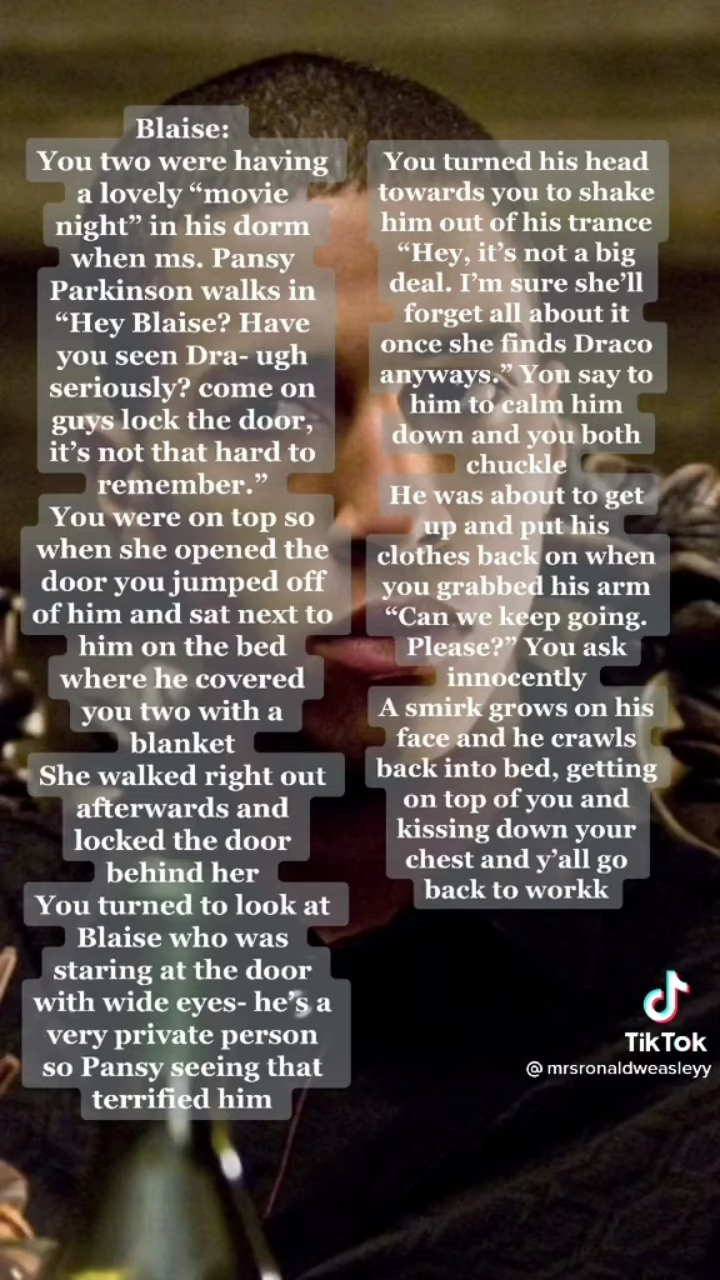 Blaise:
You two were having
a lovely “movie
night” in his dorm
when ms. Pansy
Parkinson walks in
“Hey Blaise? Have
you seen Dra- ugh
seriously? come on
guys lock the door,
it’s not that hard to
remember.”
You were on top so
when she opened the
door you jumped off
of him and sat next to
him on the bed
where he covered
you two with a
blanket
She walked right out
afterwards and
locked the door
behind her
You turned to look at
Blaise who was
staring at the door
with wide eyes- he’s a
very private person
so Pansy seeing that
terrified him
You turned his head
towards you to shake
him out of his trance
“Hey, it’s not a big
deal. I’m sure she’ll
forget all about it
once she finds Draco
anyways.” You say to
him to calm him
down and you both
chuckle
He was about to get
up and put his
clothes back on when
you grabbed his arm
“Can we keep going.
Please?” You ask
innocently
A smirk grows on his
face and he crawls
back into bed, getting
on top of you and
kissing down your
chest and y’all go
back to workk
TikTok
@mrsronaldweasleyy